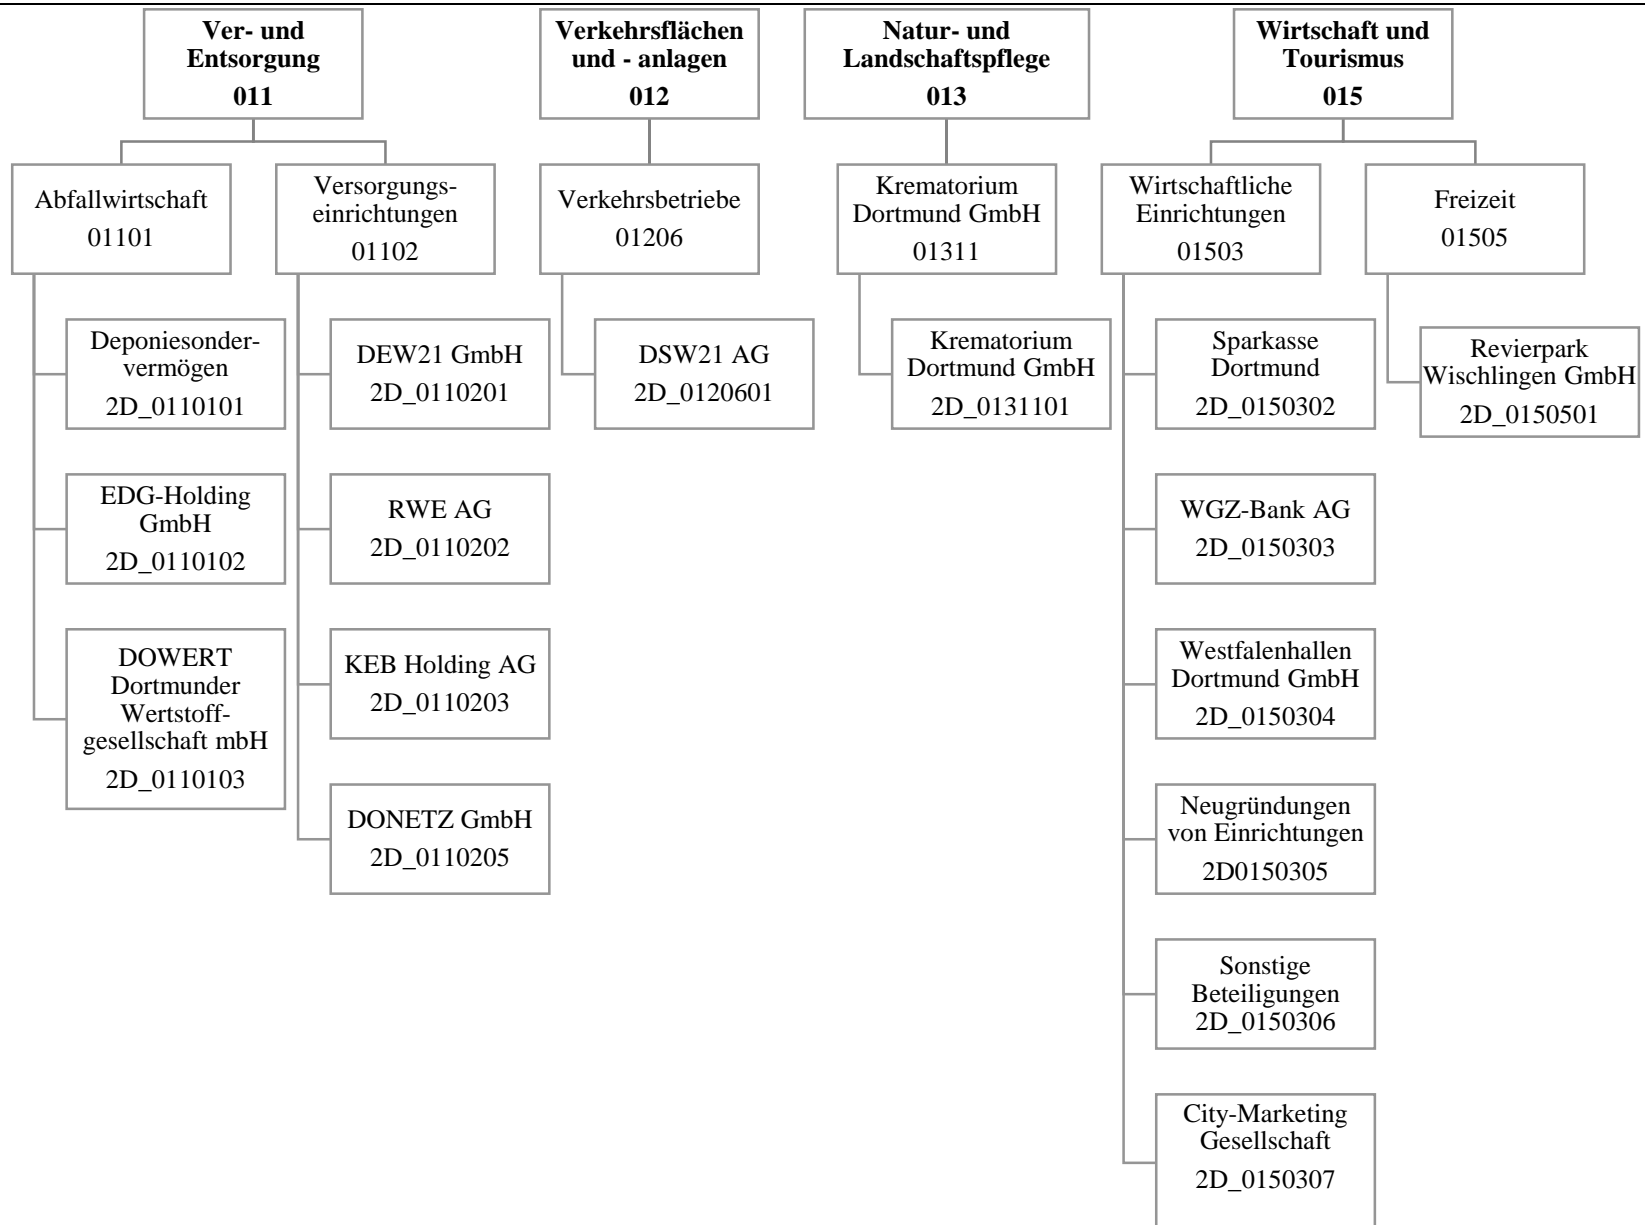 Ver- und
Entsorgung
011
Verkehrsflächen
und - anlagen
012
Natur- und
Landschaftspflege
013
Wirtschaft und
Tourismus
015
Abfallwirtschaft
01101
Versorgungs-
einrichtungen
01102
Verkehrsbetriebe
01206
Krematorium
Dortmund GmbH
01311
Wirtschaftliche
Einrichtungen
01503
Freizeit
01505
Deponiesonder-
vermögen
2D_0110101
DEW21 GmbH
2D_0110201
DSW21 AG
2D_0120601
Krematorium
Dortmund GmbH
2D_0131101
Sparkasse
Dortmund
2D_0150302
Revierpark
Wischlingen GmbH
2D_0150501
EDG-Holding
GmbH
2D_0110102
RWE AG
2D_0110202
WGZ-Bank AG
2D_0150303
DOWERT
Dortmunder
Wertstoff-
gesellschaft mbH
2D_0110103
KEB Holding AG
2D_0110203
Westfalenhallen
Dortmund GmbH
2D_0150304
DONETZ GmbH
2D_0110205
Neugründungen
von Einrichtungen
2D0150305
Sonstige
Beteiligungen
2D_0150306
City-Marketing
Gesellschaft
2D_0150307